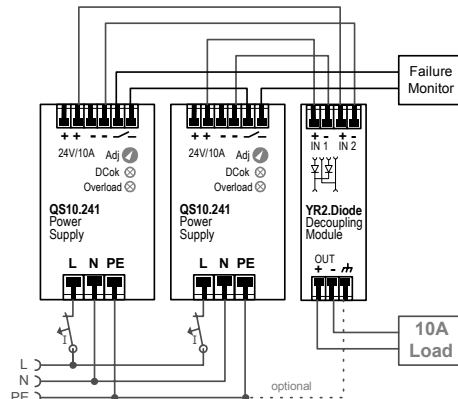 Failure
Monitor
+ + - -
24V/10A Adj
DCok
Overload
QS10.241
Power
Supply
L N PE
I
+ + - -
24V/10A Adj
DCok
Overload
QS10.241
Power
Supply
L N PE
I
+ - + -
IN 1 IN 2
YR2.Diode
Decoupling
Module
OUT
+ -
10A
Load
L
N
PE
optional